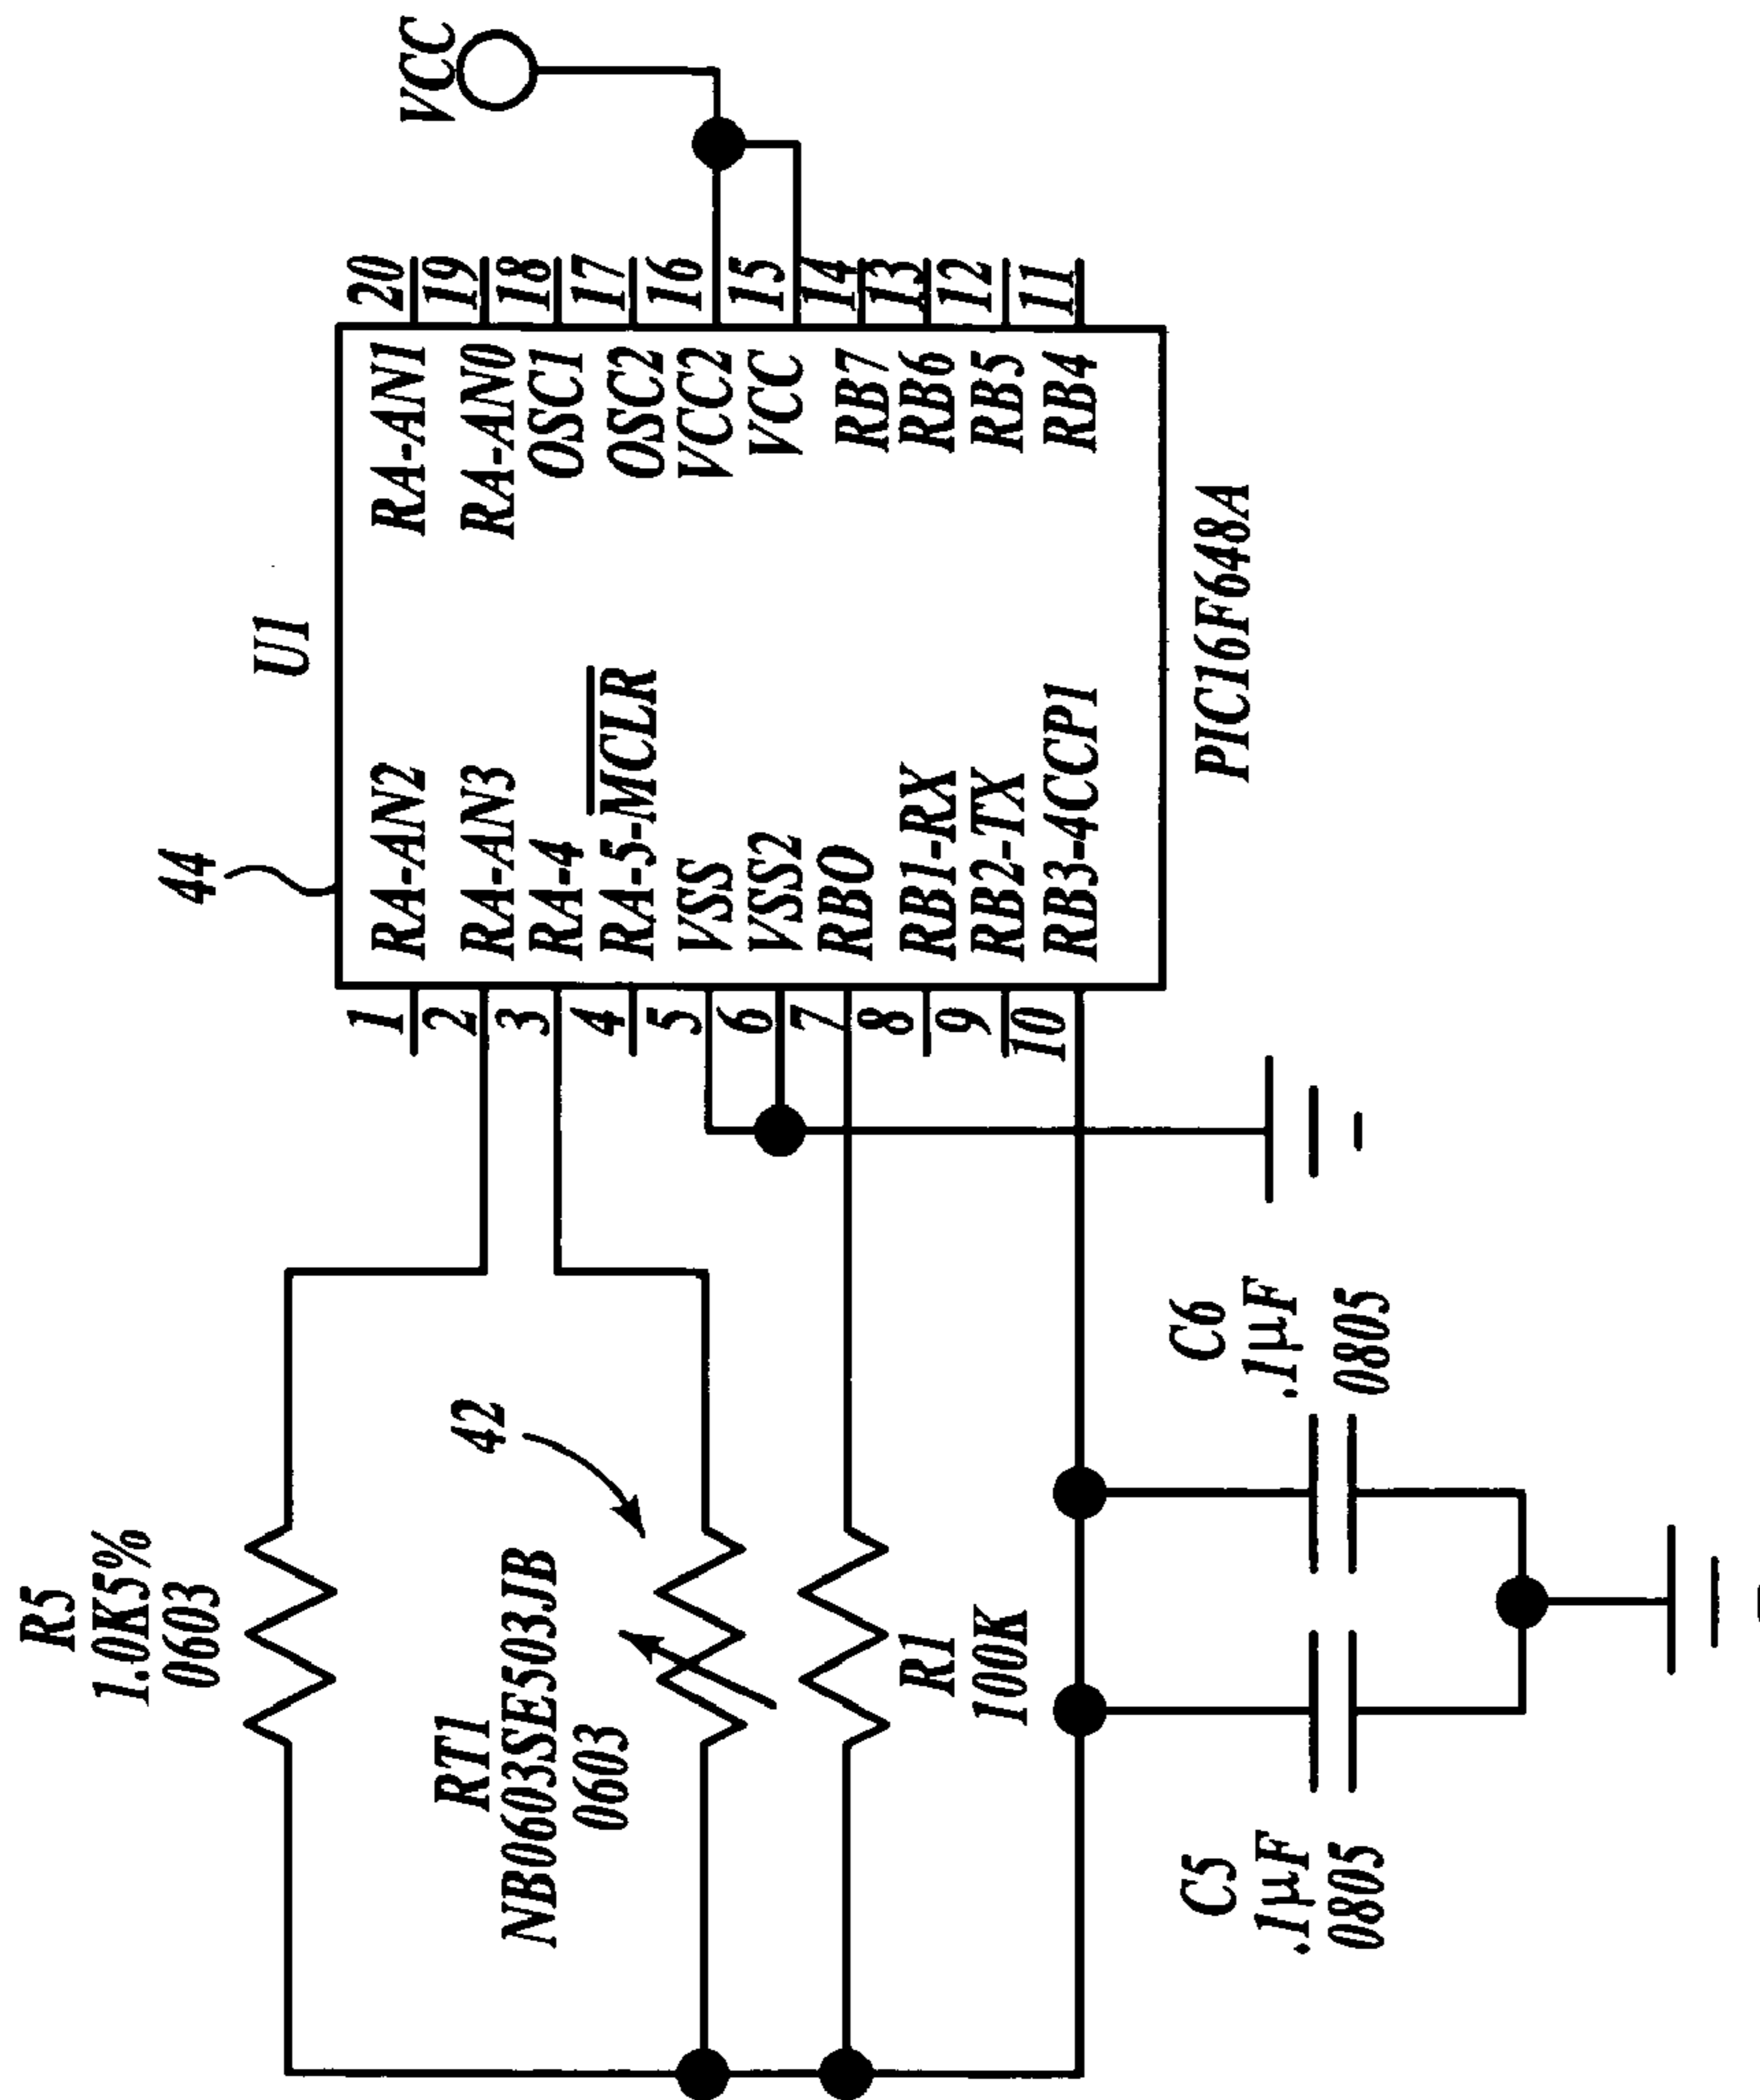 R5
1.0K5%
0603
RT1
NB0603SE503JB
0603
42
R1
100K
C5
.1µF
0805
C6
.1µF
0805
44
U1
1
2
3
4
5
6
7
8
9
10
RA-AN2
RA-AN3
RA-4
RA-5-MCLR
VSS
VSS2
RB0
RB1-RX
RB2-TX
RB3-4CCP1
RA-AN1
RA-AN0
OSC1
OSC2
VCC2
VCC
RB7
RB6
RB5
RB4
20
19
18
17
16
15
14
13
12
11
PIC16F648A
VCC